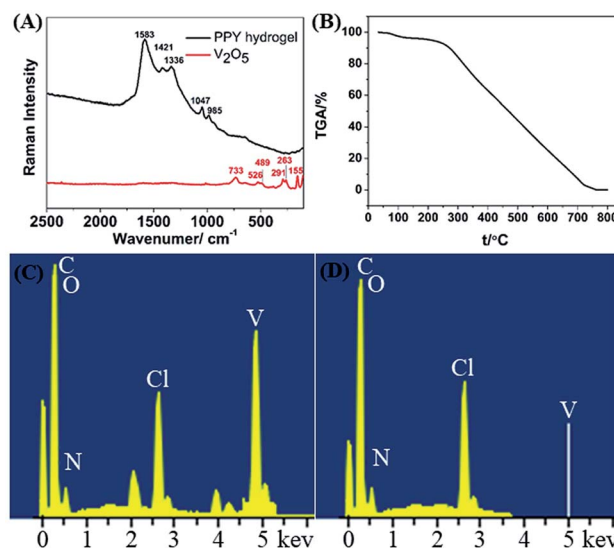 (A)
Raman Intensity
1583
1421
1336
1047
985
PPY hydrogel
V₂O₅
733
526
489
291
263
155
2500 2000 1500 1000 500
Wavenumer/ cm⁻¹
(B)
TGA/%
100
80
60
40
20
0
0 100 200 300 400 500 600 700 800
t/°C
(C)
C
O
N
Cl
V
0 1 2 3 4 5 kev
(D)
C
O
N
Cl
V
0 1 2 3 4 5 kev